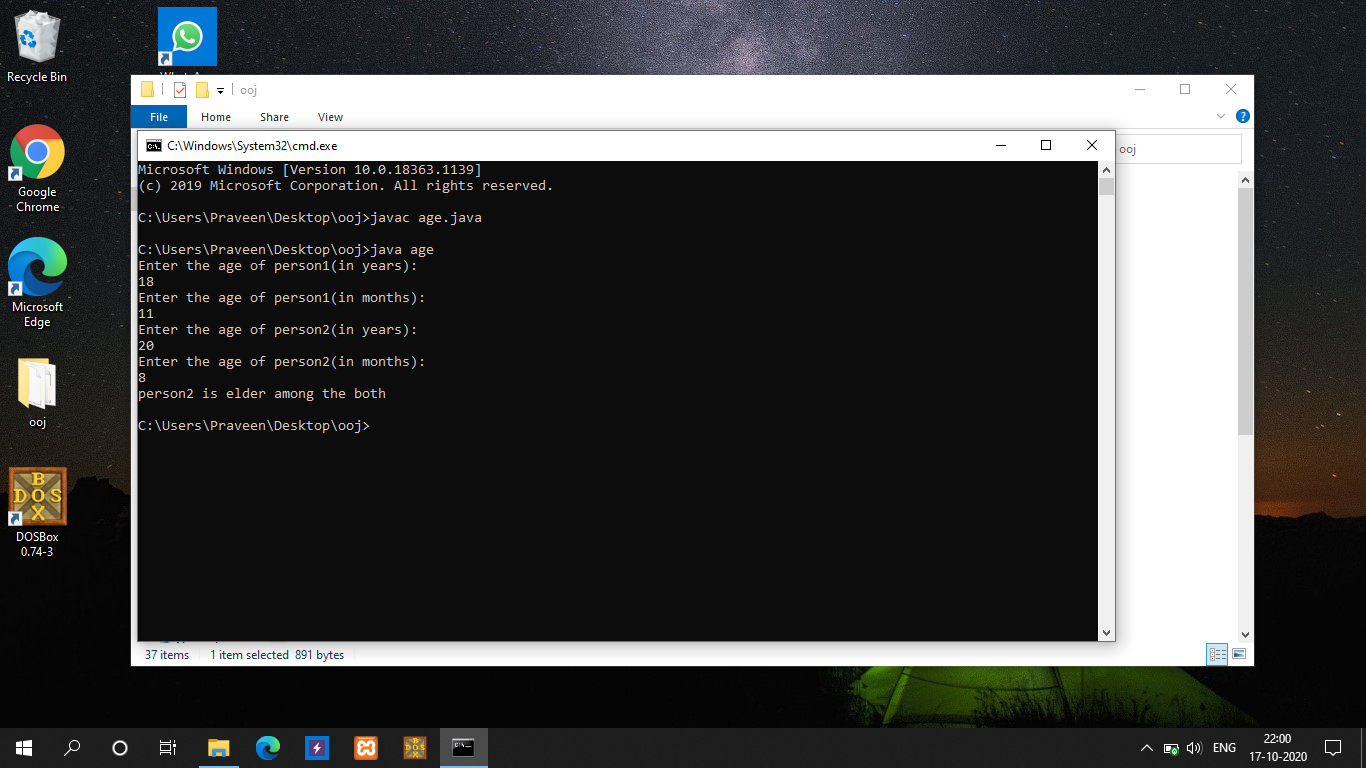 Recycle Bin
Google
Chrome
Microsoft
Edge
ooj
BOX
DOS
DOSBox
0.74-3
ooj
File
Home Share View
ooj
C:\Windows\System32\cmd.exe
Microsoft Windows [Version 10.0.18363.1139]
(c) 2019 Microsoft Corporation. All rights reserved.
C:\Users\Praveen\Desktop\ooj>javac age.java
C:\Users\Praveen\Desktop\ooj>java age
Enter the age of person1(in years):
18
Enter the age of person1(in months):
11
Enter the age of person2(in years):
20
Enter the age of person2(in months):
8
person2 is elder among the both
C:\Users\Praveen\Desktop\ooj>
37 items 1 item selected 891 bytes
ENG
22:00
17-10-2020